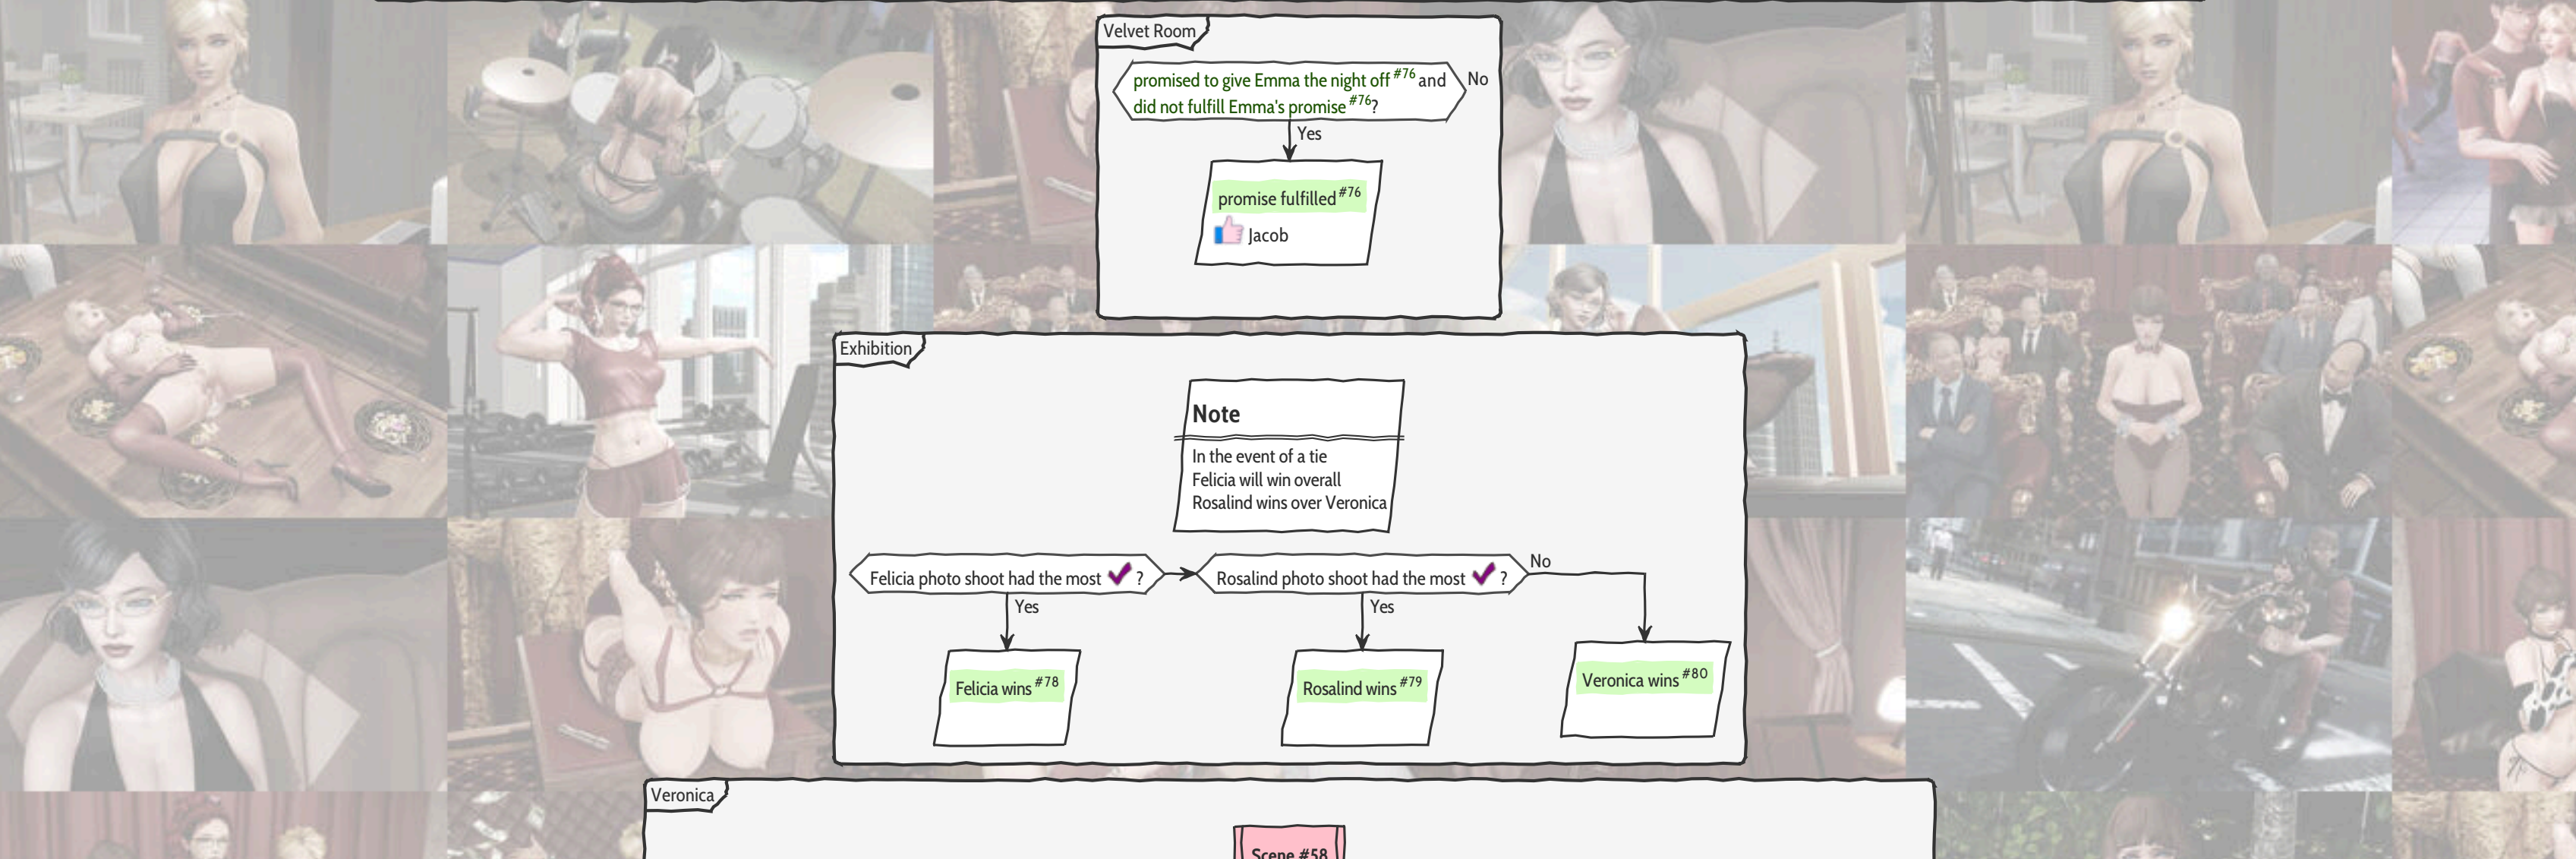 Velvet Room
promised to give Emma the night off #76 and
did not fulfill Emma's promise #76?
No
Yes
promise fulfilled #76
Jacob
Exhibition
Note
In the event of a tie
Felicia will win overall
Rosalind wins over Veronica
Felicia photo shoot had the most ?
Rosalind photo shoot had the most ?
No
Yes
Yes
Felicia wins #78
Rosalind wins #79
Veronica wins #80
Veronica
Scene #58